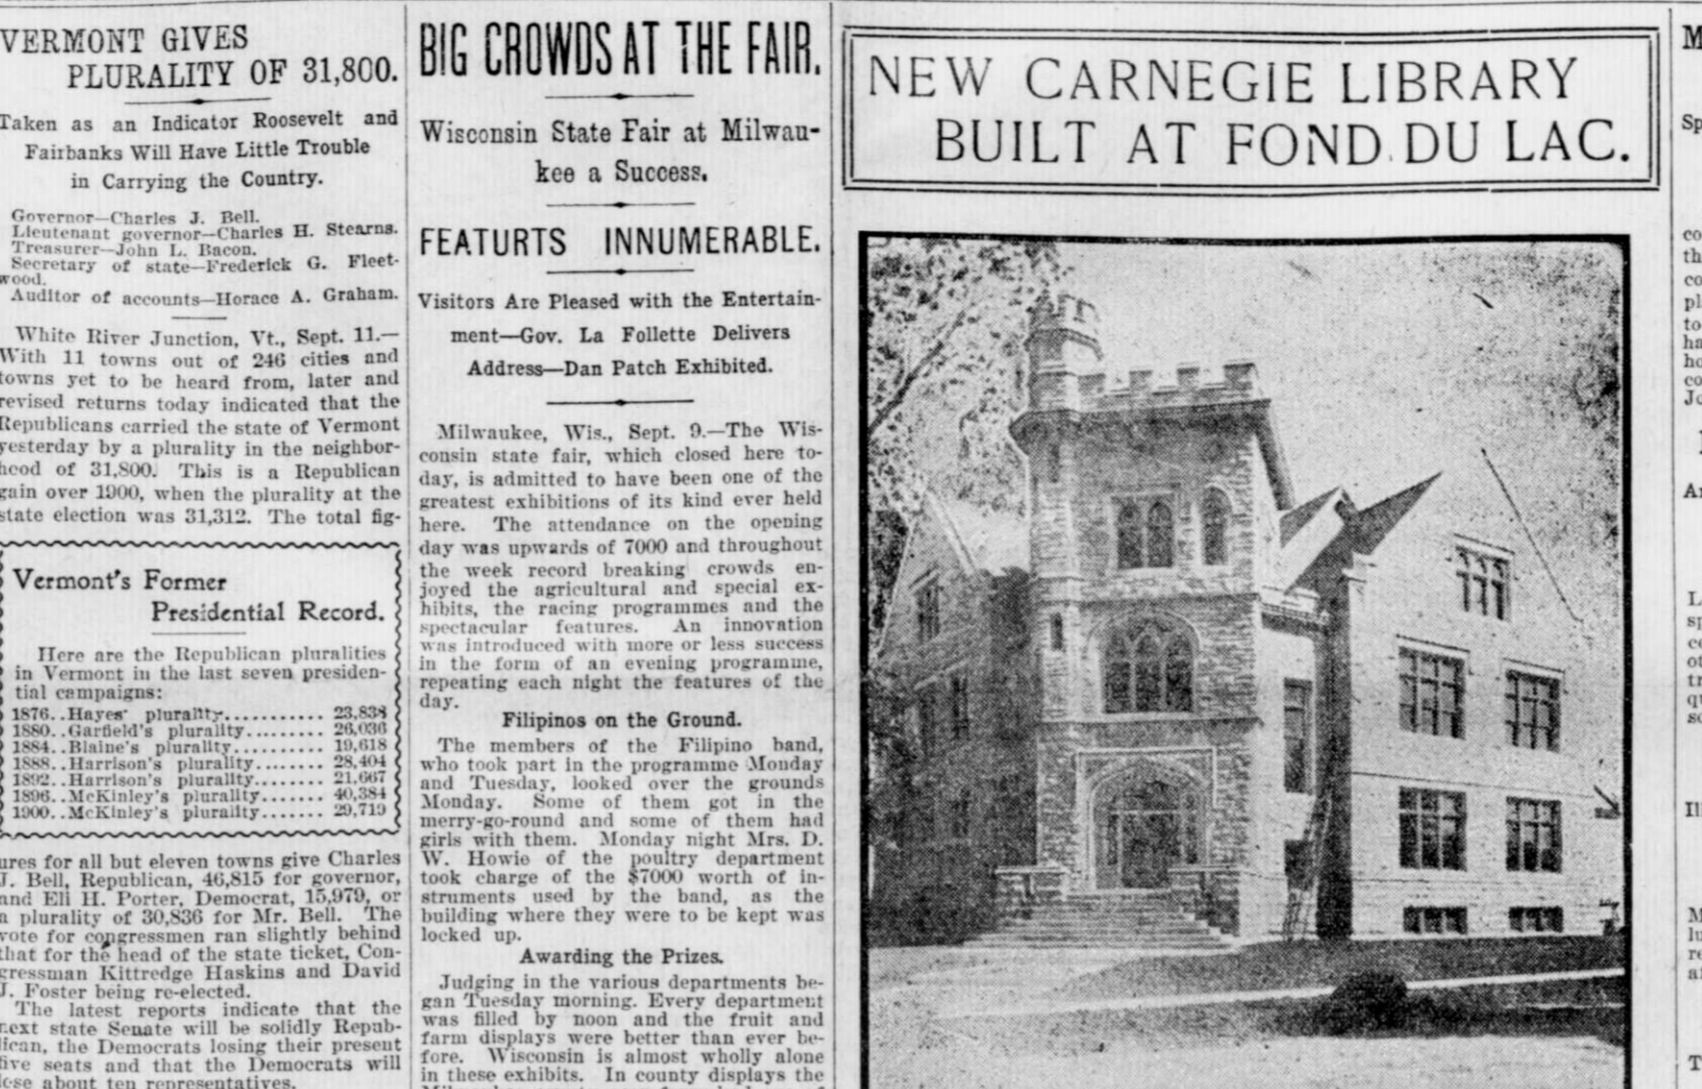 VERMONT GIVES
PLURALITY OF 31,800.
Taken as an Indicator Roosevelt and
Fairbanks Will Have Little Trouble
in Carrying the Country.
Governor—Charles J. Bell.
Lieutenant governor—Charles H. Stearns.
Treasurer—John L. Bacon.
Secretary of state—Frederick G. Fleet-
wood.
Auditor of accounts—Horace A. Graham.
White River Junction, Vt., Sept. 11.—
With 11 towns out of 246 cities and
towns yet to be heard from, later and
revised returns today indicated that the
Republicans carried the state of Vermont
yesterday by a plurality in the neighbor-
hood of 31,800. This is a Republican
gain over 1900, when the plurality at the
state election was 31,312. The total fig-
Vermont's Former
Presidential Record.
Here are the Republican pluralities
in Vermont in the last seven presiden-
tial campaigns:
1876..Hayes' plurality........... 23,838
1880..Garfield's plurality......... 26,036
1884..Blaine's plurality.......... 19,618
1888..Harrison's plurality........ 28,404
1892..Harrison's plurality........ 21,667
1896..McKinley's plurality....... 40,384
1900..McKinley's plurality....... 29,719
ures for all but eleven towns give Charles
J. Bell, Republican, 46,815 for governor,
and Eli H. Porter, Democrat, 15,979, or
a plurality of 30,836 for Mr. Bell. The
vote for congressmen ran slightly behind
that for the head of the state ticket, Con-
gressman Kittredge Haskins and David
J. Foster being re-elected.
The latest reports indicate that the
next state Senate will be solidly Repub-
lican, the Democrats losing their present
five seats and that the Democrats will
lose about ten representatives.
BIG CROWDS AT THE FAIR.
Wisconsin State Fair at Milwau-
kee a Success.
FEATURTS INNUMERABLE.
Visitors Are Pleased with the Entertain-
ment—Gov. La Follette Delivers
Address—Dan Patch Exhibited.
Milwaukee, Wis., Sept. 9.—The Wis-
consin state fair, which closed here to-
day, is admitted to have been one of the
greatest exhibitions of its kind ever held
here. The attendance on the opening
day was upwards of 7000 and throughout
the week record breaking crowds en-
joyed the agricultural and special ex-
hibits, the racing programmes and the
spectacular features. An innovation
was introduced with more or less success
in the form of an evening programme,
repeating each night the features of the
day.
Filipinos on the Ground.
The members of the Filipino band,
who took part in the programme Monday
and Tuesday, looked over the grounds
Monday. Some of them got in the
merry-go-round and some of them had
girls with them. Monday night Mrs. D.
W. Howie of the poultry department
took charge of the $7000 worth of in-
struments used by the band, as the
building where they were to be kept was
locked up.
Awarding the Prizes.
Judging in the various departments be-
gan Tuesday morning. Every department
was filled by noon and the fruit and
farm displays were better than ever be-
fore. Wisconsin is almost wholly alone
in these exhibits. In county displays the
NEW CARNEGIE LIBRARY
BUILT AT FOND DU LAC.